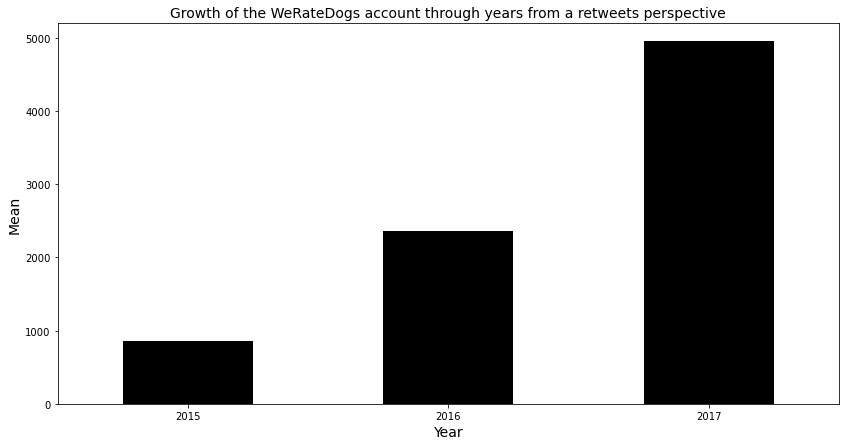 Growth of the WeRateDogs account through years from a retweets perspective
5000
4000
3000
2000
1000
0
Mean
2015 2016 2017
Year